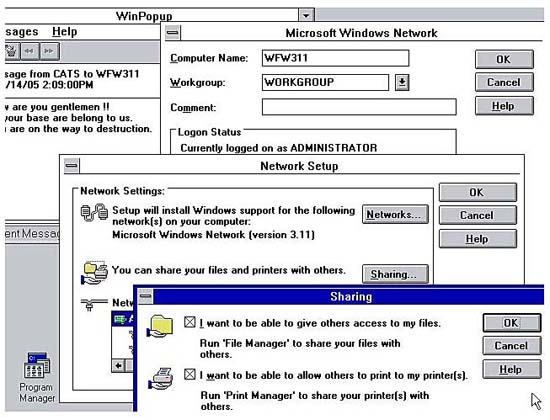 WinPopup
ssages Help
sage from CATS to WFW311
/14/05 2:09:00PM
w are you gentlemen !!
your base are belong to us.
are on the way to destruction.
Microsoft Windows Network
Computer Name: WFW311
Workgroup: WORKGROUP
Comment:
OK
Cancel
Help
Logon Status
Currently logged on as ADMINISTRATOR
Network Setup
Network Settings:
Setup will install Windows support for the following
network(s) on your computer:
Microsoft Windows Network (version 3.11)
Networks...
You can share your files and printers with others.
Sharing...
OK
Cancel
Help
Netw
ent Messag
Program
Manager
Sharing
I want to be able to give others access to my files.
Run 'File Manager' to share your files with
others.
I want to be able to allow others to print to my printer(s).
Run 'Print Manager' to share your printer(s) with
others.
OK
Cancel
Help